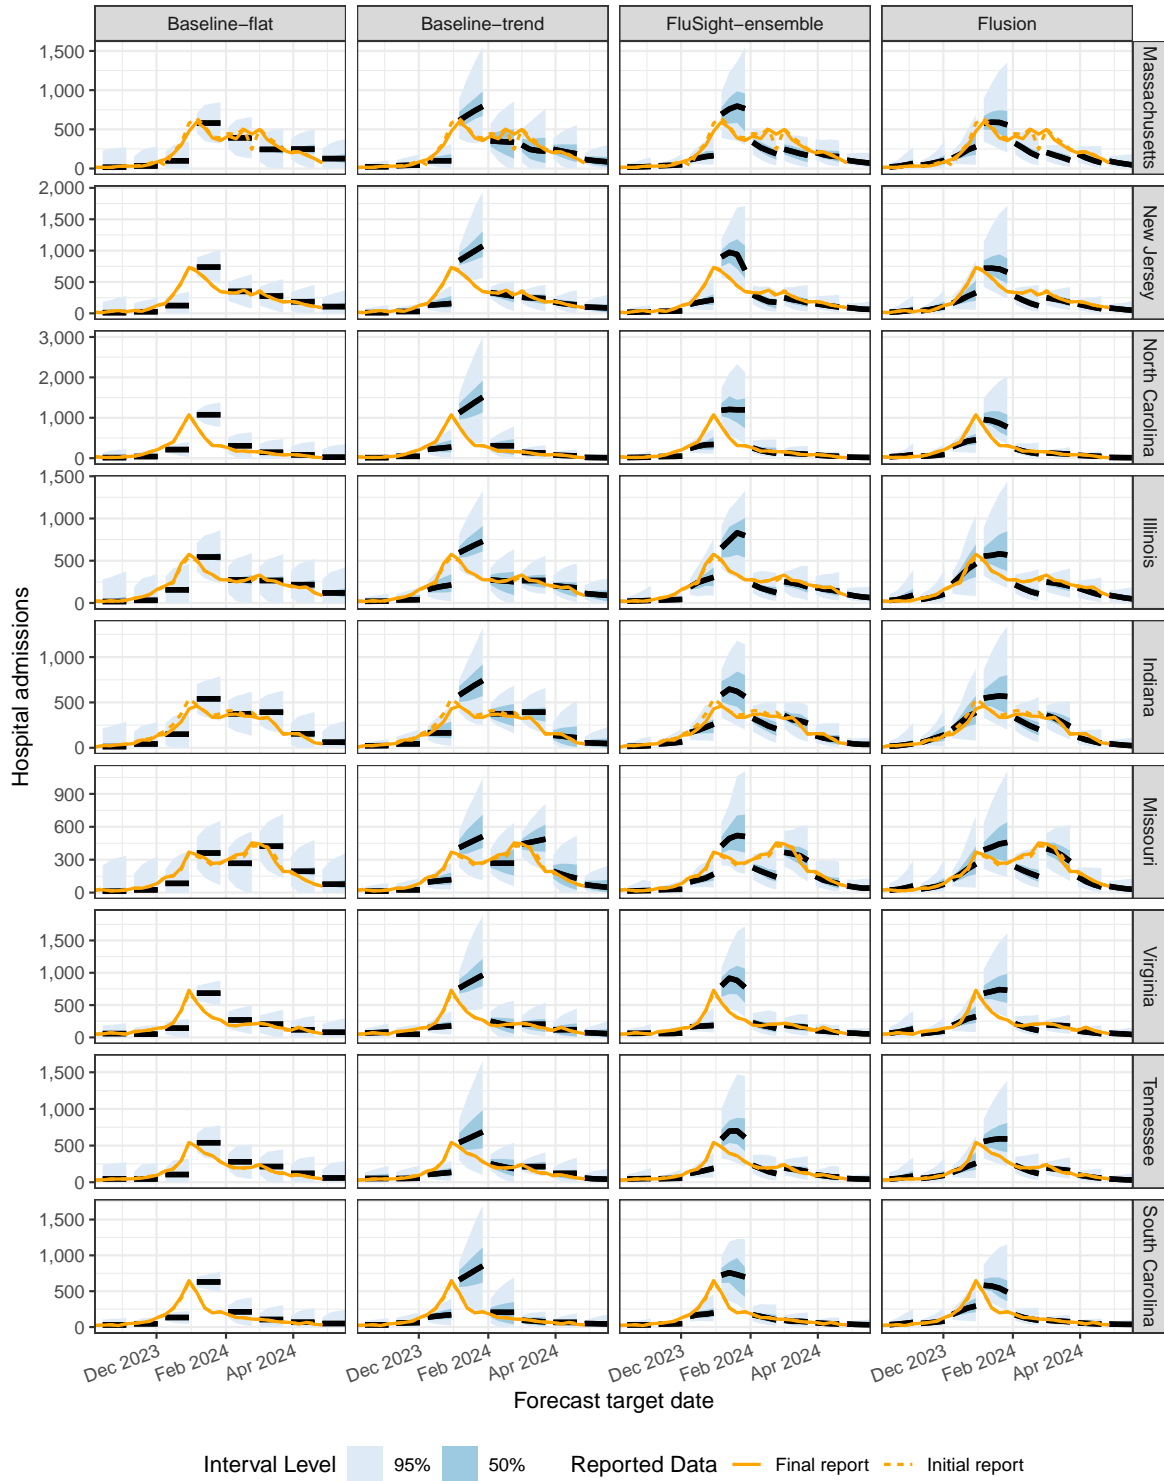 Baseline−flat Baseline−trend FluSight−ensemble Flusion
Hospital admissions
1,500
1,000
500
0
Massachusetts
2,000
1,500
1,000
500
0
New Jersey
3,000
2,000
1,000
0
North Carolina
1,500
1,000
500
0
Illinois
1,000
500
0
Indiana
900
600
300
0
Missouri
1,500
1,000
500
0
Virginia
1,500
1,000
500
0
Tennessee
1,500
1,000
500
0
South Carolina
Dec 2023 Feb 2024 Apr 2024 Dec 2023 Feb 2024 Apr 2024 Dec 2023 Feb 2024 Apr 2024 Dec 2023 Feb 2024 Apr 2024
Forecast target date
Interval Level 95% 50% Reported Data Final report Initial report